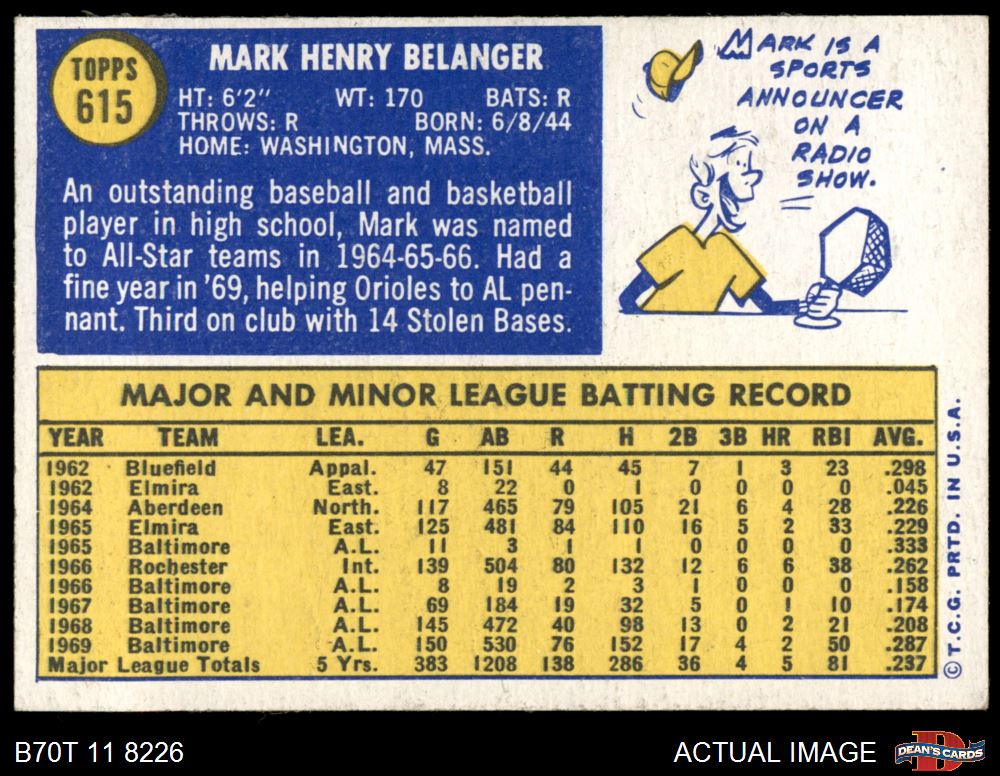 TOPPS
615
MARK HENRY BELANGER
HT: 6'2" WT: 170 BATS: R
THROWS: R BORN: 6/8/44
HOME: WASHINGTON, MASS.
An outstanding baseball and basketball
player in high school, Mark was named
to All-Star teams in 1964-65-66. Had a
fine year in '69, helping Orioles to AL pen-
nant. Third on club with 14 Stolen Bases.
MARK IS A
SPORTS
ANNOUNCER
ON A
RADIO
SHOW.
MAJOR AND MINOR LEAGUE BATTING RECORD
YEAR TEAM LEA. G AB R H 2B 3B HR RBI AVG.
1962 Bluefield Appal. 47 151 44 45 7 1 3 23 .298
1962 Elmira East. 8 22 0 1 0 0 0 0 .045
1964 Aberdeen North. 117 465 79 105 21 6 4 28 .226
1965 Elmira East. 125 481 84 110 16 5 2 33 .229
1965 Baltimore A.L. 11 3 1 1 0 0 0 0 .333
1966 Rochester Int. 139 504 80 132 12 6 6 38 .262
1966 Baltimore A.L. 8 19 2 3 1 0 0 0 .158
1967 Baltimore A.L. 69 184 19 32 5 0 1 10 .174
1968 Baltimore A.L. 145 472 40 98 13 0 2 21 .208
1969 Baltimore A.L. 150 530 76 152 17 4 2 50 .287
Major League Totals 5 Yrs. 383 1208 138 286 36 4 5 81 .237
© T.C.G. PRTD. IN U.S.A.
B70T 11 8226
ACTUAL IMAGE
D
DEAN'S CARDS